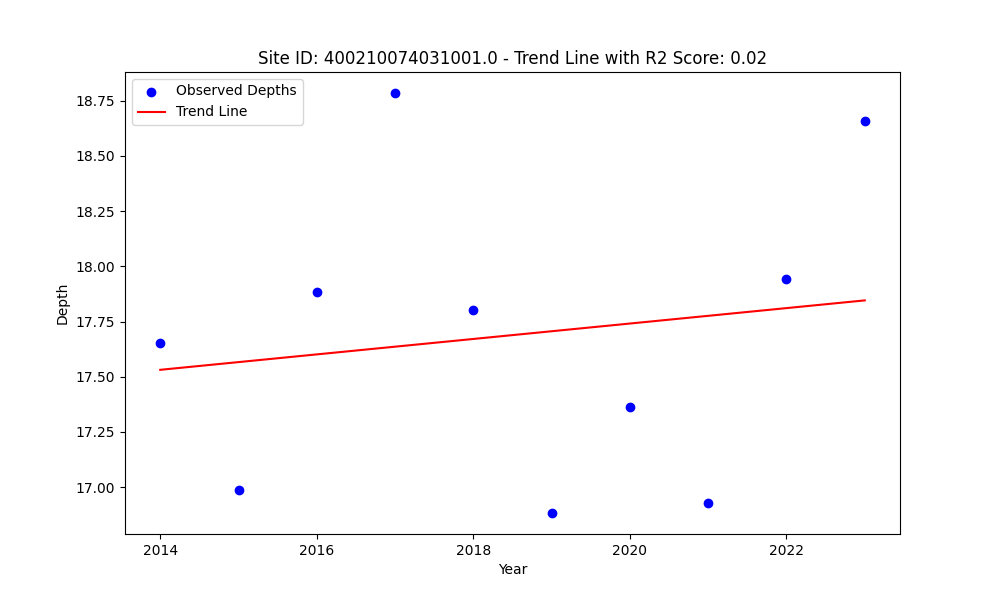 Site ID: 400210074031001.0 - Trend Line with R2 Score: 0.02
Observed Depths
Trend Line
18.75
18.50
18.25
18.00
17.75
17.50
17.25
17.00
Depth
2014
2016
2018
2020
2022
Year